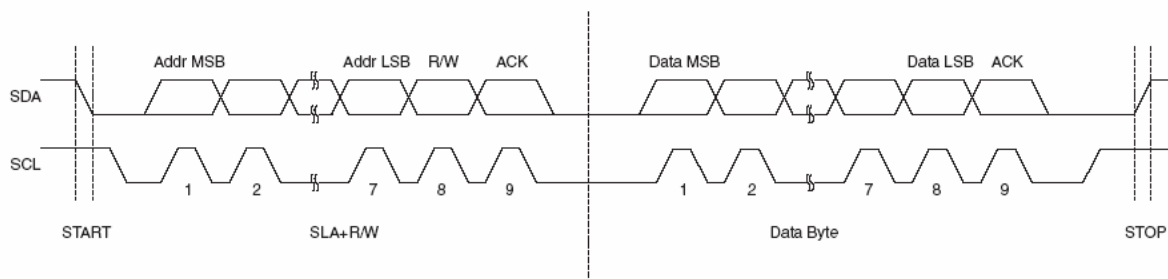 Addr MSB Addr LSB R/W ACK Data MSB Data LSB ACK
SDA
SCL
1 2 7 8 9 1 2 7 8 9
START SLA+R/W Data Byte STOP